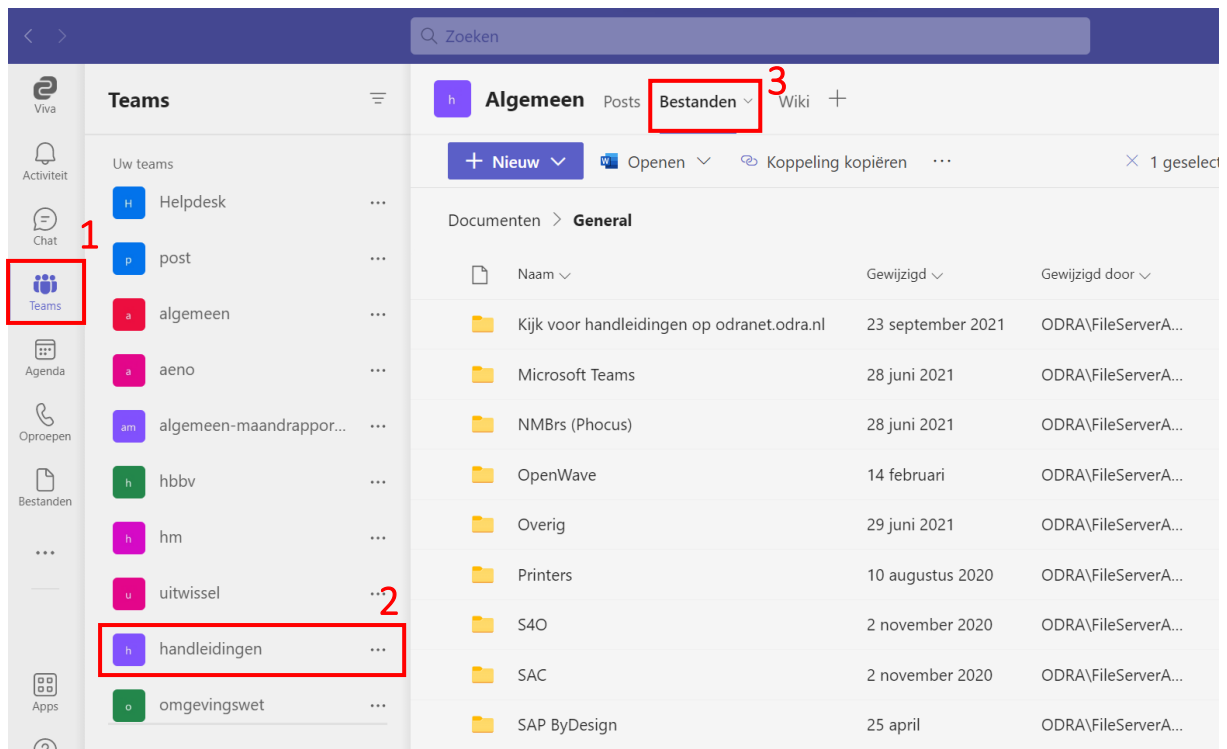 Zoeken
Viva
Activiteit
Chat
1
Teams
Agenda
Oproepen
Bestanden
Apps
Teams
Uw teams
H Helpdesk
p post
a algemeen
a aeno
am algemeen-maandrappor...
h hbbv
h hm
u uitwissel
2
h handleidingen
o omgevingswet
h Algemeen Posts Bestanden Wiki
3
Nieuw Openen Koppeling kopiëren ... 1 geselect
Documenten > General
Naam Gewijzigd Gewijzigd door
Kijk voor handleidingen op odranet.odra.nl 23 september 2021 ODRA\FileServerA...
Microsoft Teams 28 juni 2021 ODRA\FileServerA...
NMBrs (Phocus) 28 juni 2021 ODRA\FileServerA...
OpenWave 14 februari ODRA\FileServerA...
Overig 29 juni 2021 ODRA\FileServerA...
Printers 10 augustus 2020 ODRA\FileServerA...
S4O 2 november 2020 ODRA\FileServerA...
SAC 2 november 2020 ODRA\FileServerA...
SAP ByDesign 25 april ODRA\FileServerA...